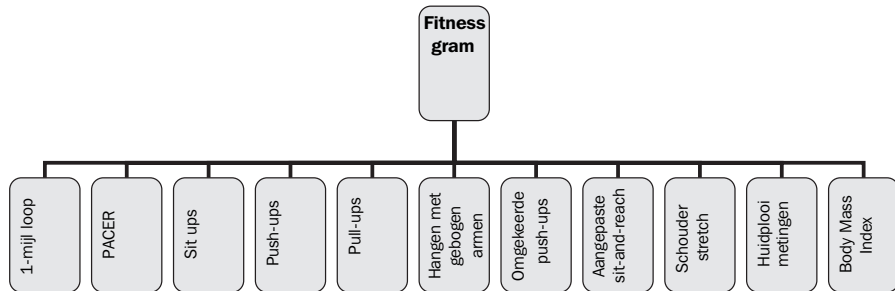 Fitness
gram
1-mijl loop
PACER
Sit ups
Push-ups
Pull-ups
Hangen met
gebogen
armen
Omgekeerde
push-ups
Aangepaste
sit-and-reach
Schouder
stretch
Huidplooi
metingen
Body Mass
Index